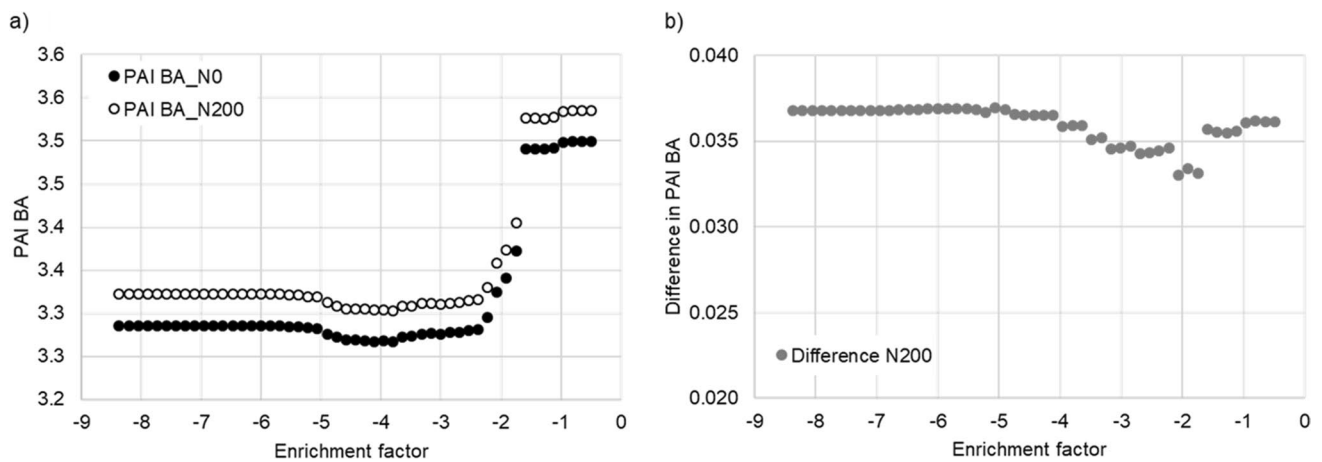 a)
PAI BA
3.6
3.6
3.5
3.5
3.4
3.4
3.3
3.3
3.2
PAI BA_N0
PAI BA_N200
-9 -8 -7 -6 -5 -4 -3 -2 -1 0
Enrichment factor
b)
Difference in PAI BA
0.040
0.035
0.030
0.025
0.020
Difference N200
-9 -8 -7 -6 -5 -4 -3 -2 -1 0
Enrichment factor